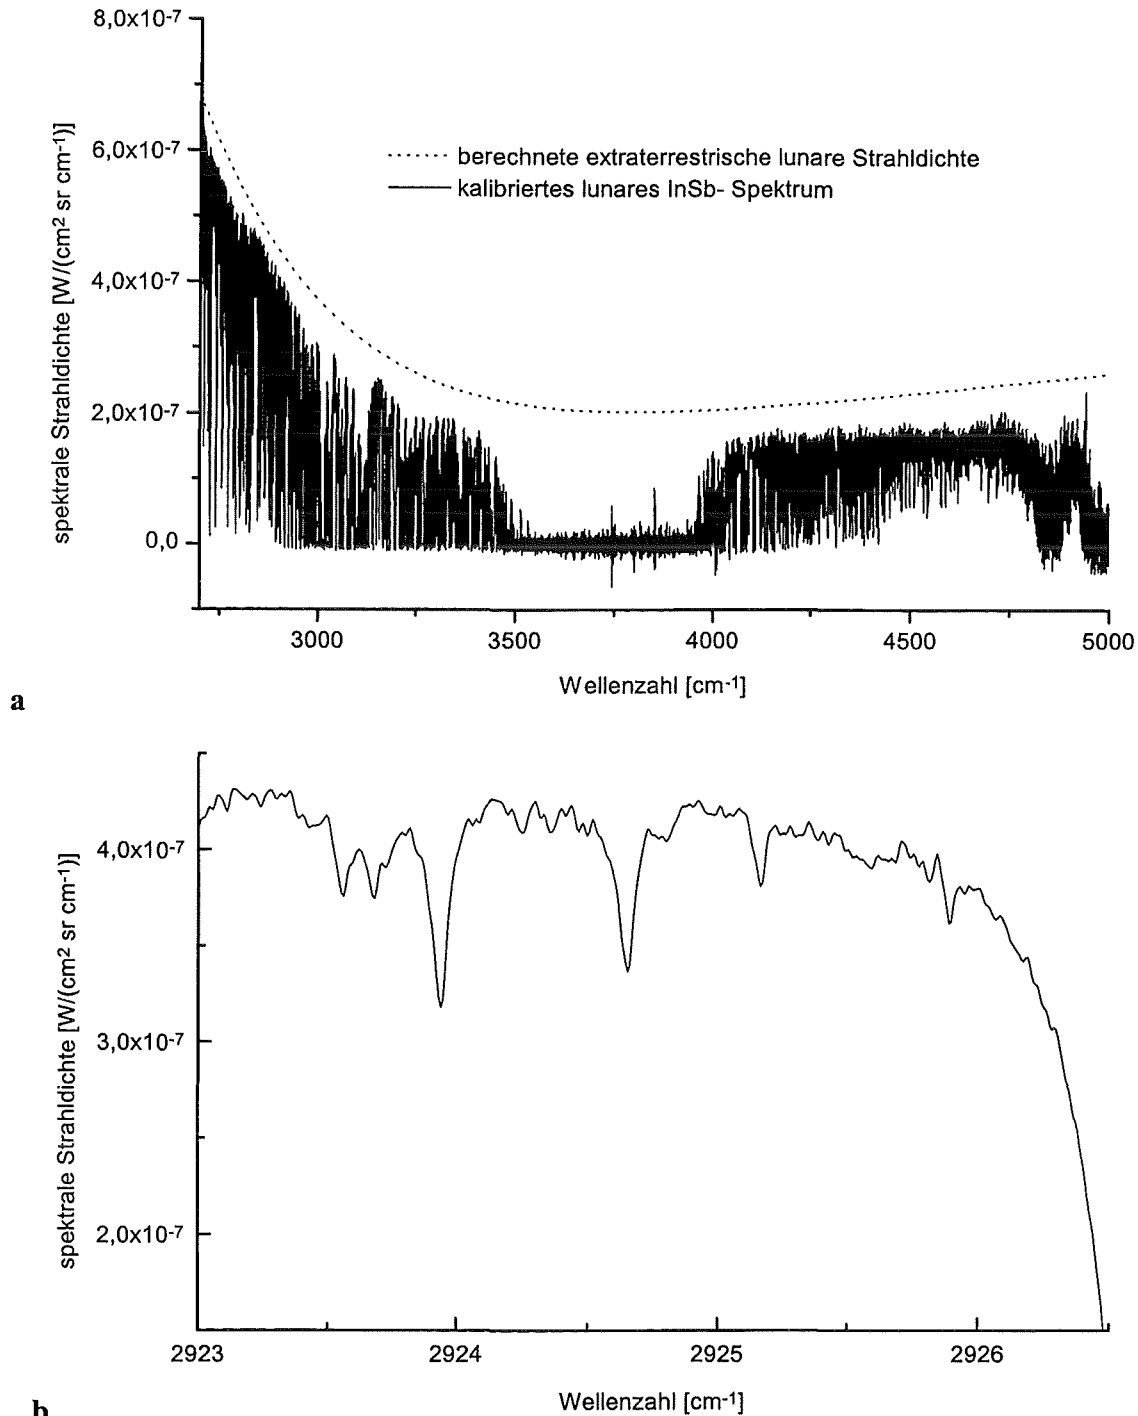 8,0x10-7
6,0x10-7
4,0x10-7
2,0x10-7
0,0
spektrale Strahldichte [W/(cm2 sr cm-1)]
berechnete extraterrestrische lunare Strahldichte
kalibriertes lunares InSb- Spektrum
3000 3500 4000 4500 5000
Wellenzahl [cm-1]
a
4,0x10-7
3,0x10-7
2,0x10-7
spektrale Strahldichte [W/(cm2 sr cm-1)]
2923 2924 2925 2926
Wellenzahl [cm-1]
b